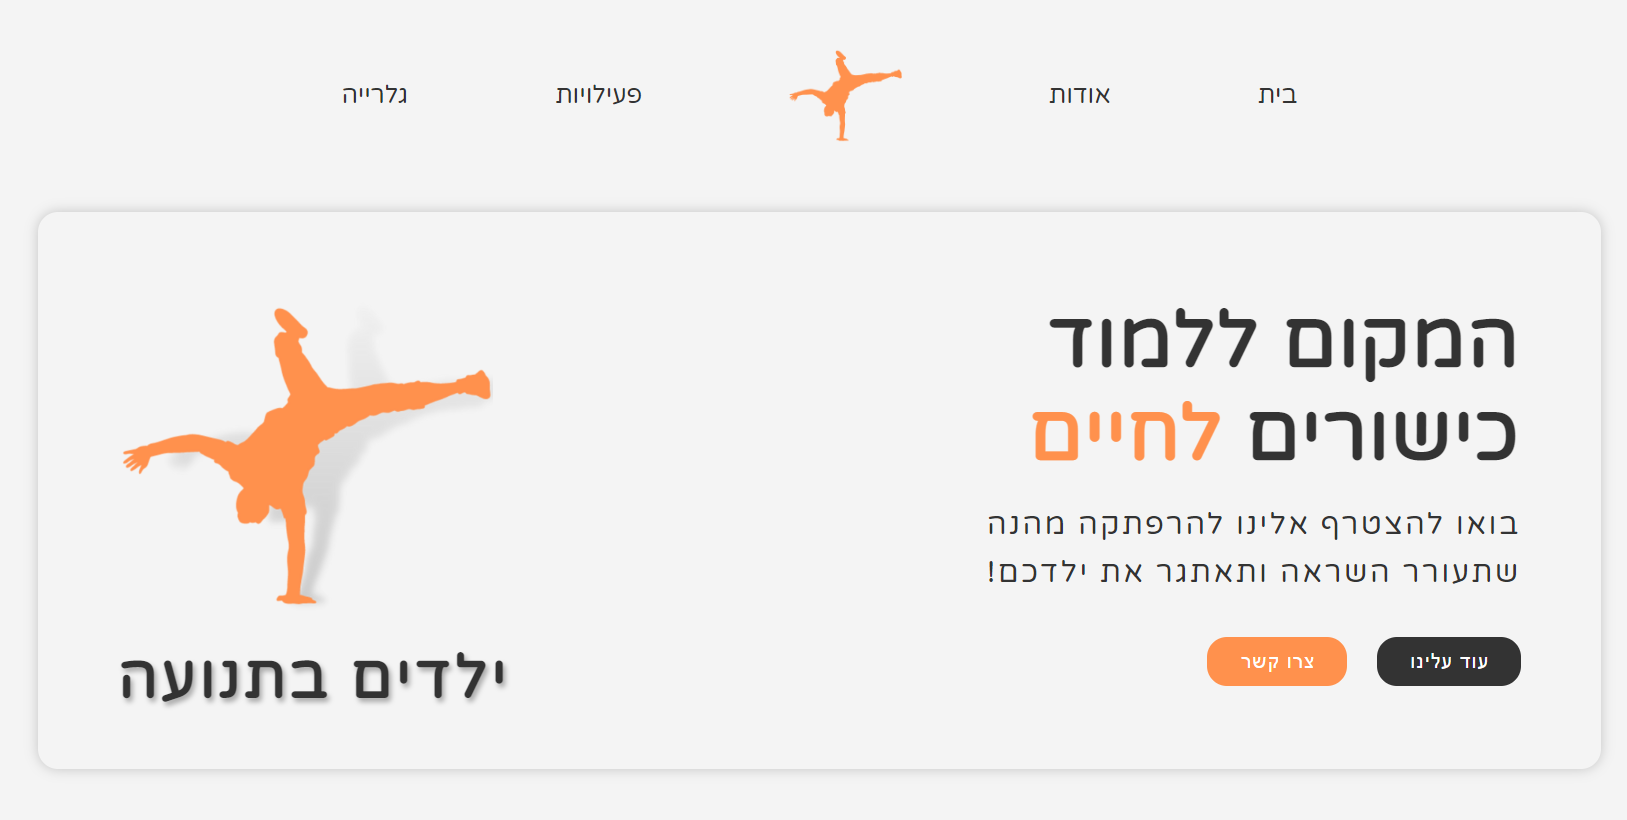 בית
אודות
פעילויות
גלרייה
המקום ללמוד
כישורים לחיים
בואו להצטרף אלינו להרפתקה מהנה
שתעורר השראה ותאתגר את ילדכם!
עוד עלינו
צרו קשר
ילדים בתנועה